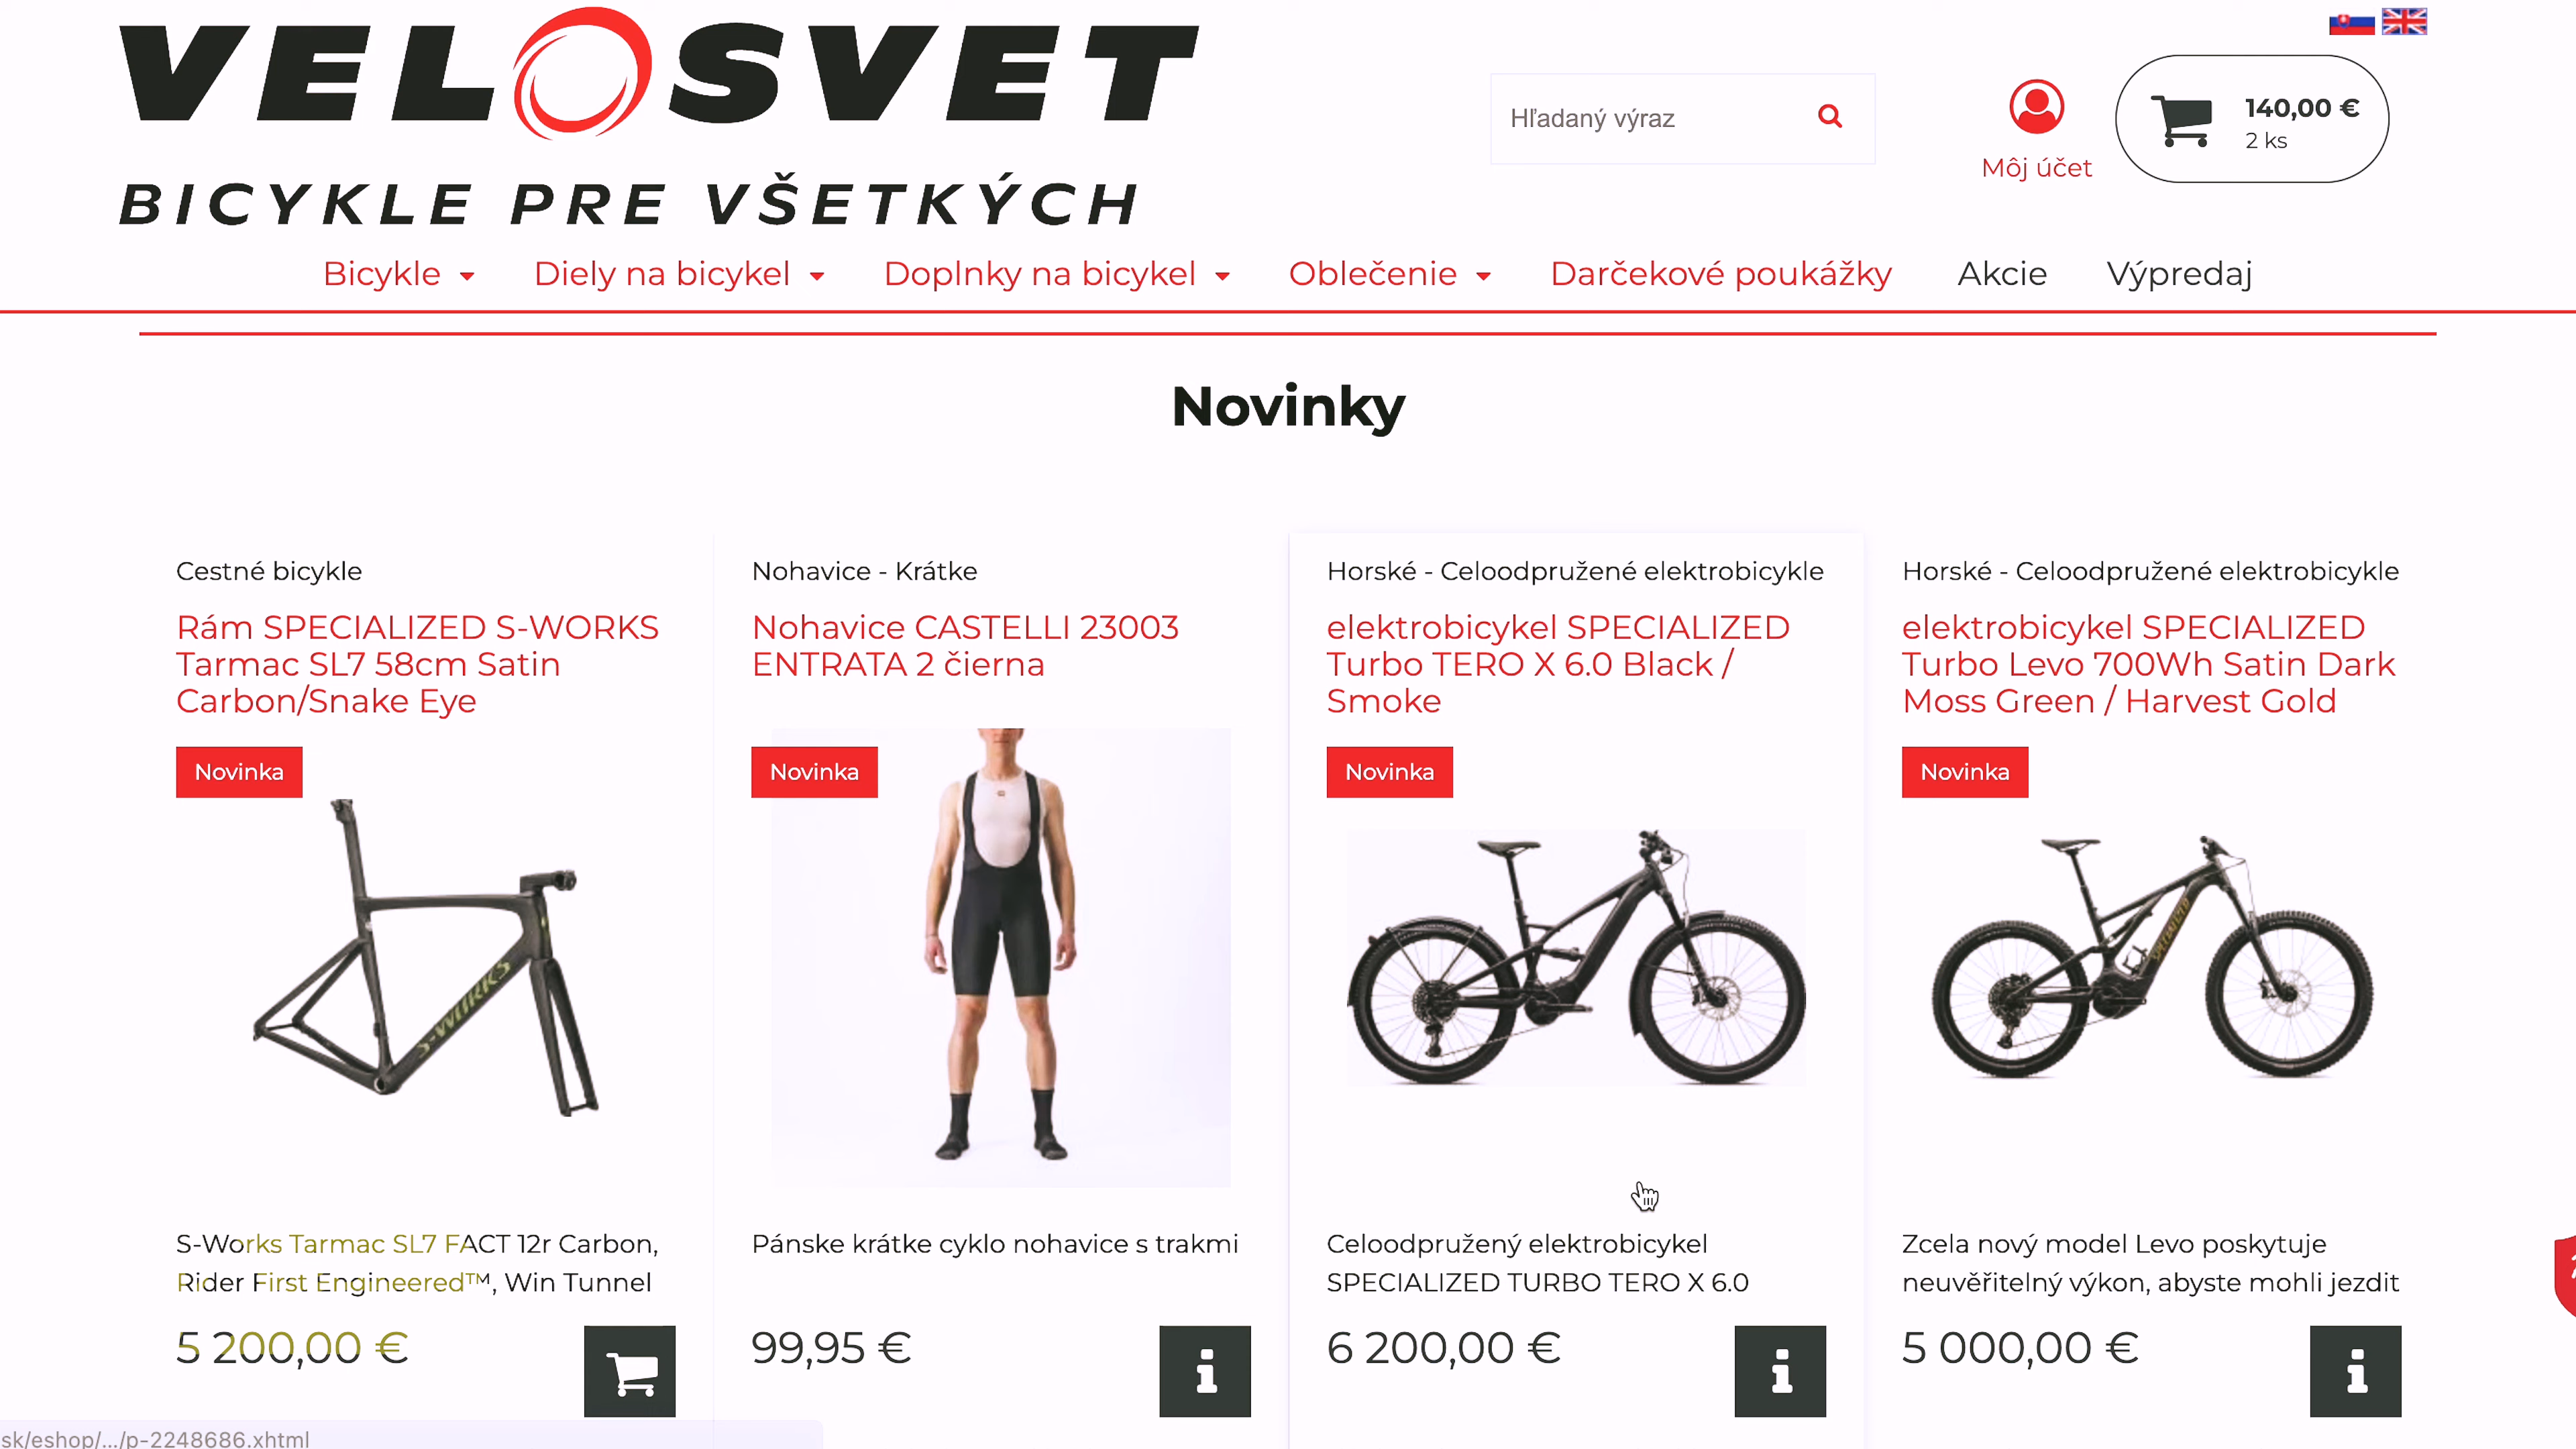 VELOSVET
BICYKLE PRE VŠETKÝCH
Hľadaný výraz
Môj účet
140,00 €
2 ks
Bicykle
Diely na bicykel
Doplnky na bicykel
Oblečenie
Darčekové poukážky
Akcie
Výpredaj
Novinky
Cestné bicykle
Rám SPECIALIZED S-WORKS
Tarmac SL7 58cm Satin
Carbon/Snake Eye
Novinka
S-WORKS
S-Works Tarmac SL7 FACT 12r Carbon,
Rider First Engineered™, Win Tunnel
5 200,00 €
Nohavice - Krátke
Nohavice CASTELLI 23003
ENTRATA 2 čierna
Novinka
Pánske krátke cyklo nohavice s trakmi
99,95 €
Horské - Celoodpružené elektrobicykle
elektrobicykel SPECIALIZED
Turbo TERO X 6.0 Black /
Smoke
Novinka
Celoodpružený elektrobicykel
SPECIALIZED TURBO TERO X 6.0
6 200,00 €
Horské - Celoodpružené elektrobicykle
elektrobicykel SPECIALIZED
Turbo Levo 700Wh Satin Dark
Moss Green / Harvest Gold
Novinka
SPECIALIZED
Zcela nový model Levo poskytuje
neuvěřitelný výkon, abyste mohli jezdit
5 000,00 €
sk/eshop/.../p-2248686.xhtml